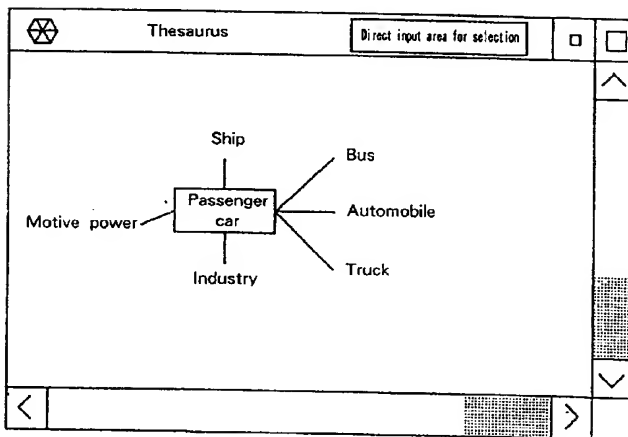 Thesaurus
Direct input area for selection
Ship
Bus
Passenger
car
Motive power
Automobile
Industry
Truck